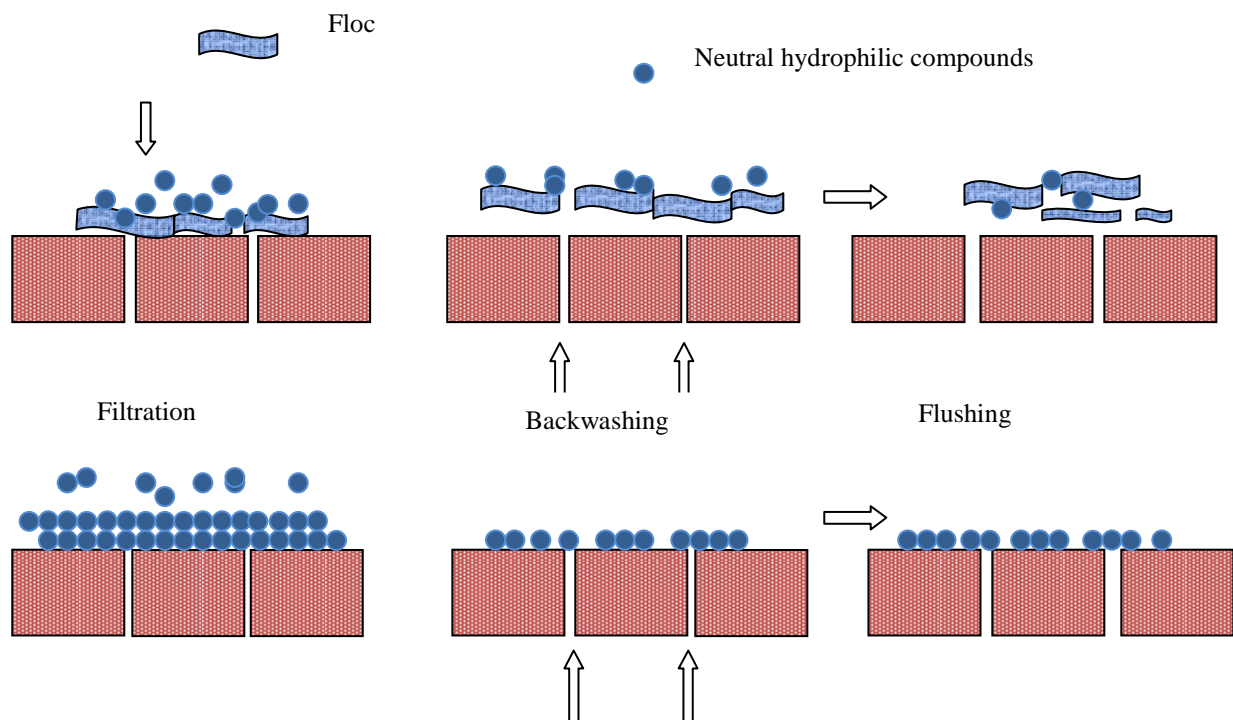 Floc
Neutral hydrophilic compounds
Filtration
Backwashing
Flushing